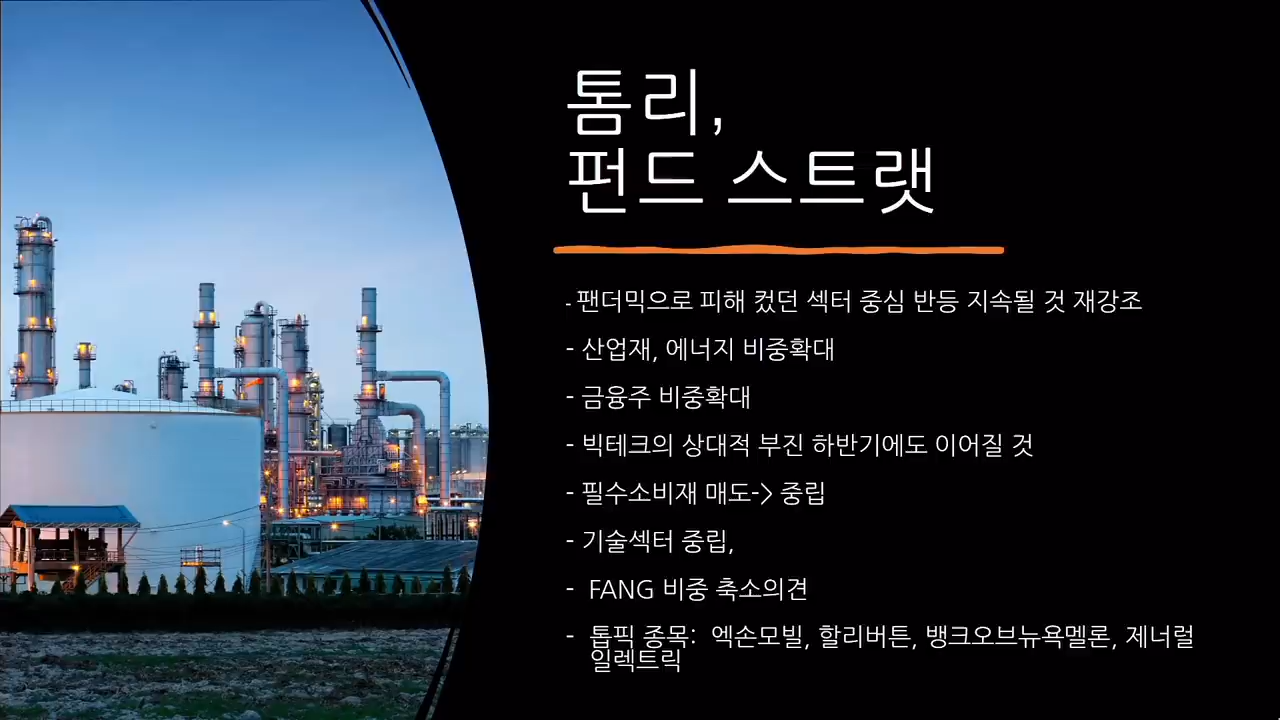 톰리,
펀드 스트랫
- 팬더믹으로 피해 컸던 섹터 중심 반등 지속될 것 재강조
- 산업재, 에너지 비중확대
- 금융주 비중확대
- 빅테크의 상대적 부진 하반기에도 이어질 것
- 필수소비재 매도-> 중립
- 기술섹터 중립,
- FANG 비중 축소의견
- 톱픽 종목: 엑손모빌, 할리버튼, 뱅크오브뉴욕멜론, 제너럴
일렉트릭